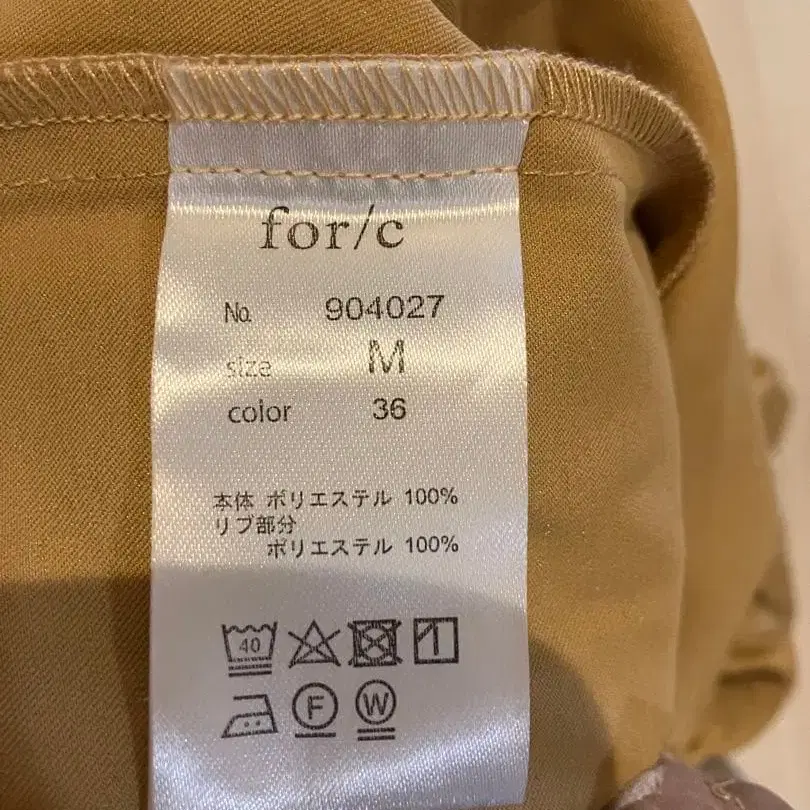 for/c
No. 904027
size M
color 36
本体 ポリエステル 100%
リブ部分
ポリエステル 100%
40
F W